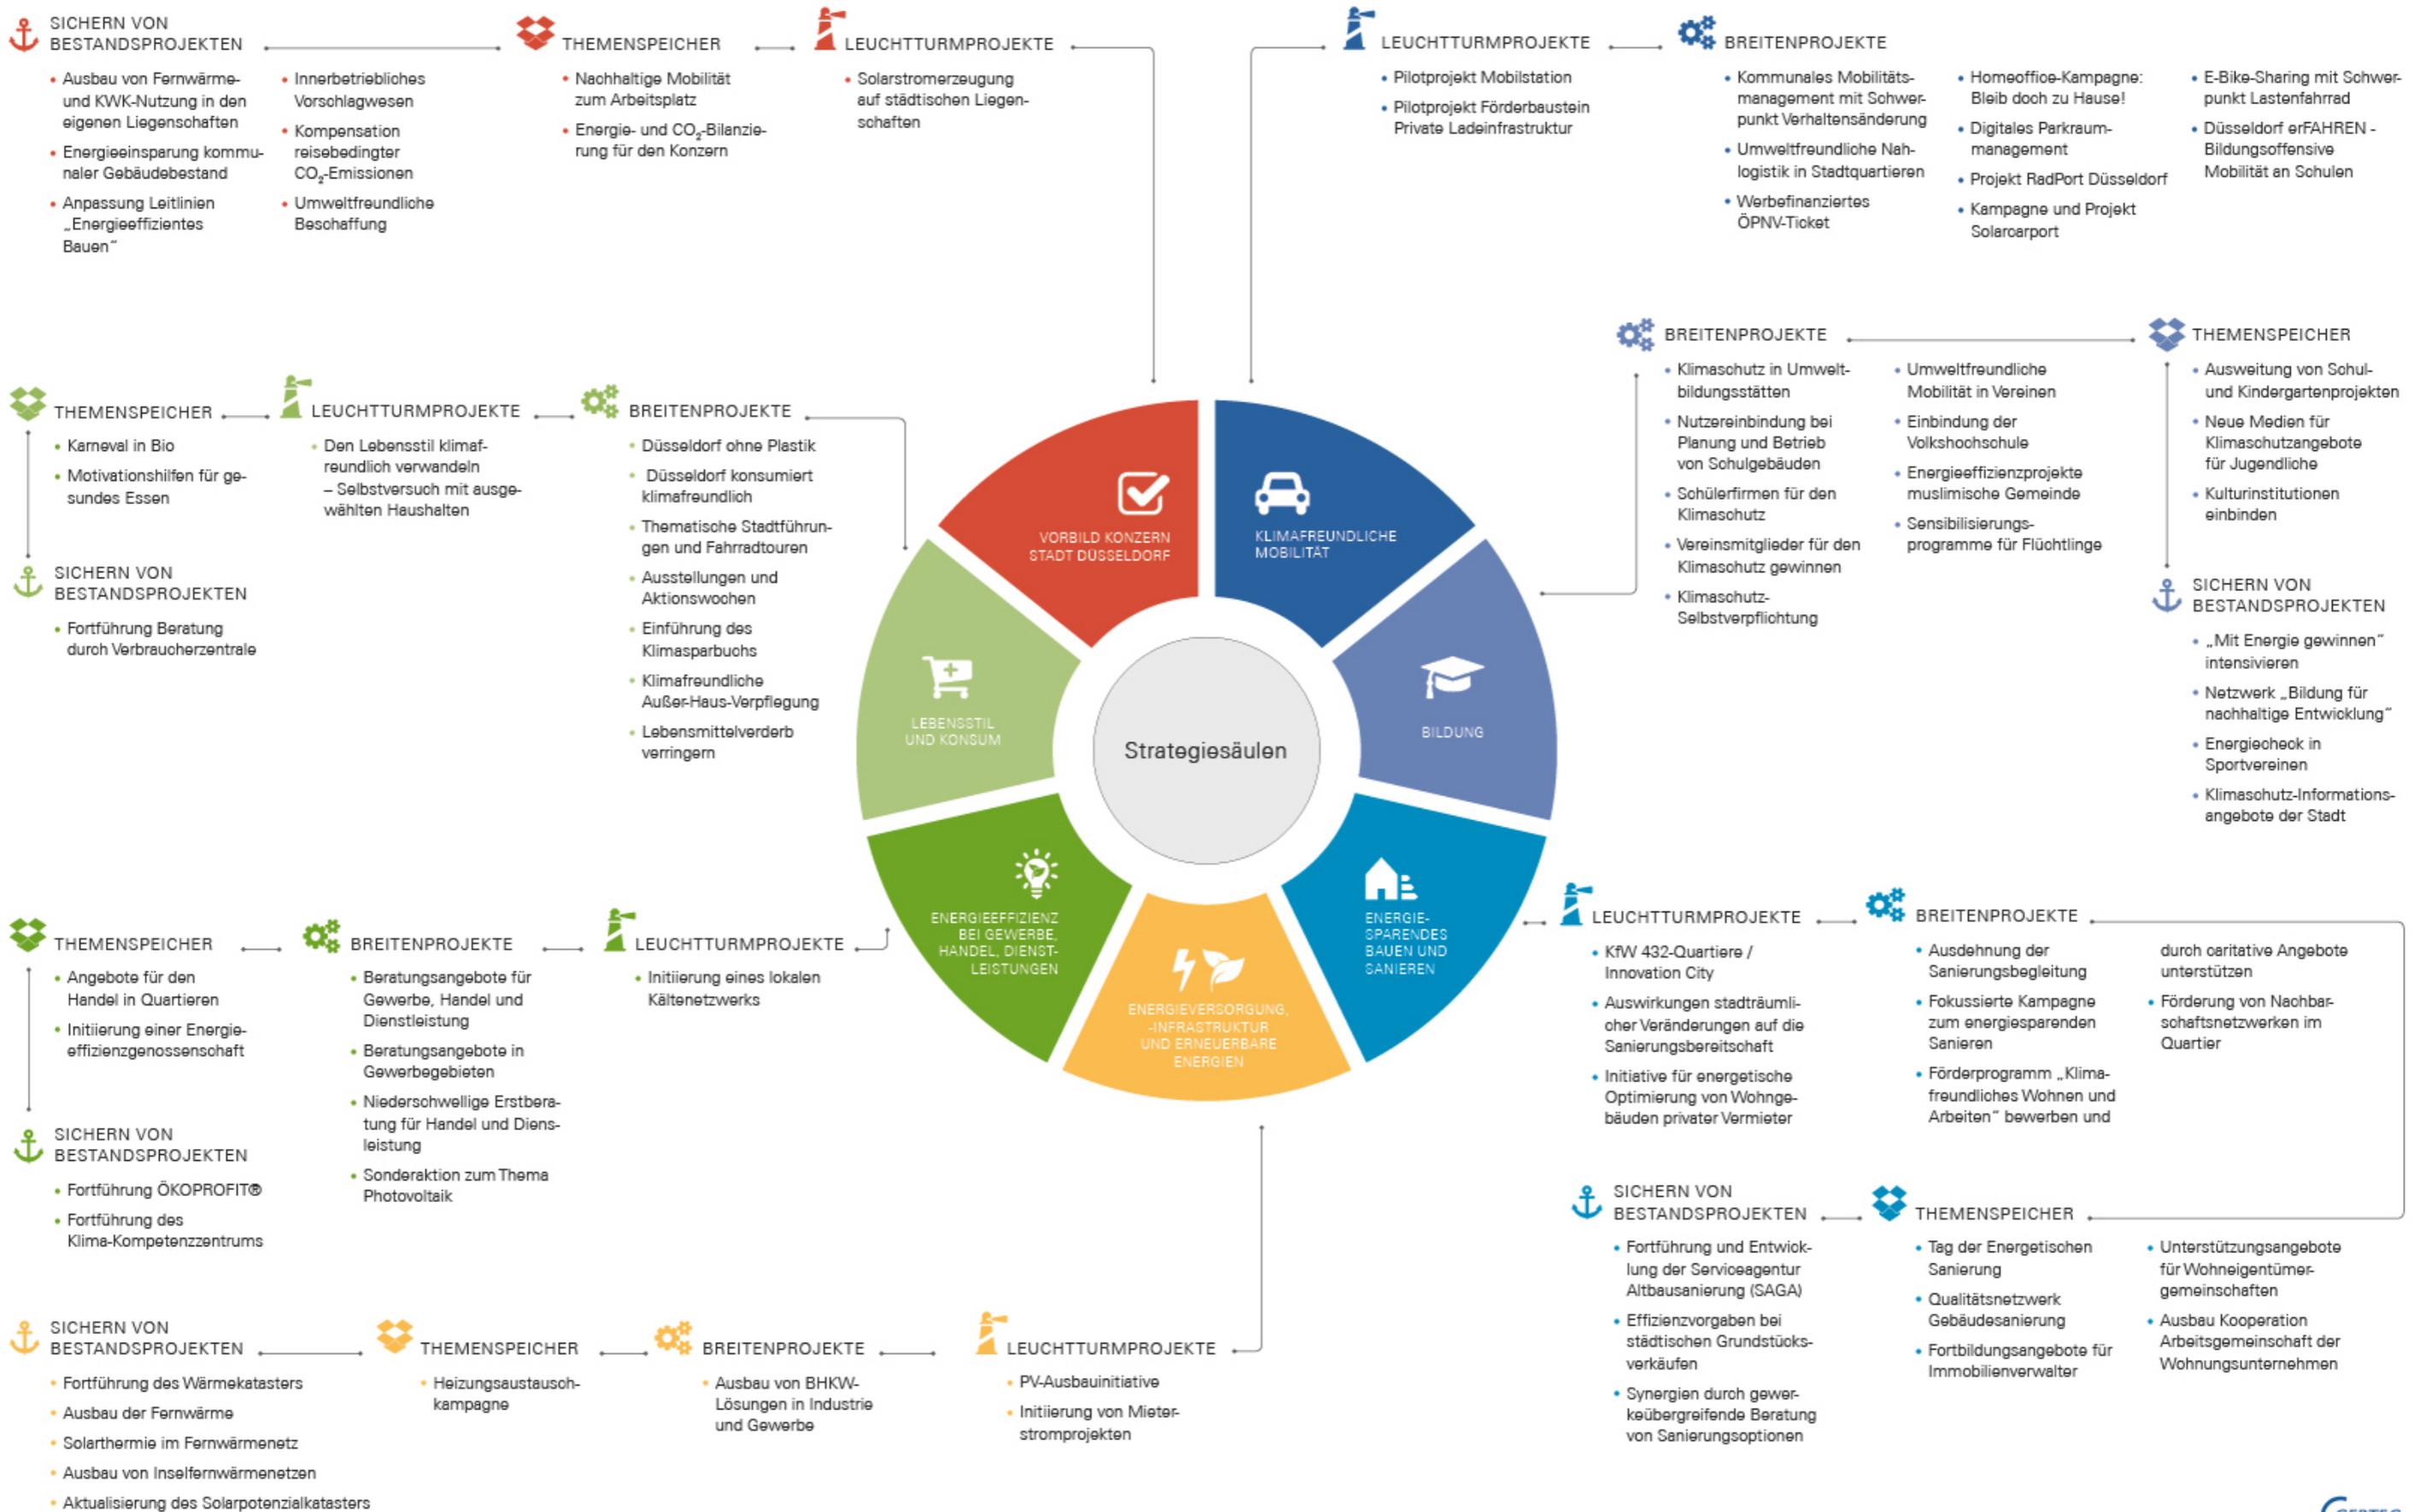 SICHERN VON
BESTANDSPROJEKTEN
• Ausbau von Fernwärme-
und KWK-Nutzung in den
eigenen Liegenschaften
• Energieeinsparung kommu-
naler Gebäudebestand
• Anpassung Leitlinien
„Energieeffizientes
Bauen“
• Innerbetriebliches
Vorschlagwesen
• Kompensation
reisebedingter
CO₂-Emissionen
• Umweltfreundliche
Beschaffung
THEMENSPEICHER
• Nachhaltige Mobilität
zum Arbeitsplatz
• Energie- und CO₂-Bilanzie-
rung für den Konzern
LEUCHTTURMPROJEKTE
• Solarstromerzeugung
auf städtischen Liegen-
schaften
LEUCHTTURMPROJEKTE
• Pilotprojekt Mobilstation
• Pilotprojekt Förderbaustein
Private Ladeinfrastruktur
BREITENPROJEKTE
• Kommunales Mobilitäts-
management mit Schwer-
punkt Verhaltensänderung
• Umweltfreundliche Nah-
logistik in Stadtquartieren
• Werbefinanziertes
ÖPNV-Ticket
• Homeoffice-Kampagne:
Bleib doch zu Hause!
• Digitales Parkraum-
management
• Projekt RadPort Düsseldorf
• Kampagne und Projekt
Solarcarport
• E-Bike-Sharing mit Schwer-
punkt Lastenfahrrad
• Düsseldorf erFAHREN -
Bildungsoffensive
Mobilität an Schulen
BREITENPROJEKTE
• Klimaschutz in Umwelt-
bildungsstätten
• Nutzereinbindung bei
Planung und Betrieb
von Schulgebäuden
• Schülerfirmen für den
Klimaschutz
• Vereinsmitglieder für den
Klimaschutz gewinnen
• Klimaschutz-
Selbstverpflichtung
• Umweltfreundliche
Mobilität in Vereinen
• Einbindung der
Volkshochschule
• Energieeffizienzprojekte
muslimische Gemeinde
• Sensibilisierungs-
programme für Flüchtlinge
THEMENSPEICHER
• Ausweitung von Schul-
und Kindergartenprojekten
• Neue Medien für
Klimaschutzangebote
für Jugendliche
• Kulturinstitutionen
einbinden
SICHERN VON
BESTANDSPROJEKTEN
• „Mit Energie gewinnen“
intensivieren
• Netzwerk „Bildung für
nachhaltige Entwicklung“
• Energiecheck in
Sportvereinen
• Klimaschutz-Informations-
angebote der Stadt
THEMENSPEICHER
• Karneval in Bio
• Motivationshilfen für ge-
sundes Essen
SICHERN VON
BESTANDSPROJEKTEN
• Fortführung Beratung
durch Verbraucherzentrale
LEUCHTTURMPROJEKTE
• Den Lebensstil klimaf-
reundlich verwandeln
– Selbstversuch mit ausge-
wählten Haushalten
BREITENPROJEKTE
• Düsseldorf ohne Plastik
• Düsseldorf konsumiert
klimafreundlich
• Thematische Stadtführun-
gen und Fahrradtouren
• Ausstellungen und
Aktionswochen
• Einführung des
Klimasparbuchs
• Klimafreundliche
Außer-Haus-Verpflegung
• Lebensmittelverderb
verringern
VORBILD KONZERN
STADT DÜSSELDORF
KLIMAFREUNDLICHE
MOBILITÄT
LEBENSSTIL
UND KONSUM
Strategiesäulen
BILDUNG
ENERGIEEFFIZIENZ
BEI GEWERBE,
HANDEL, DIENST-
LEISTUNGEN
ENERGIEVERSORGUNG,
-INFRASTRUKTUR
UND ERNEUERBARE
ENERGIEN
ENERGIE-
SPARENDES
BAUEN UND
SANIEREN
THEMENSPEICHER
• Angebote für den
Handel in Quartieren
• Initiierung einer Energie-
effizienzgenossenschaft
SICHERN VON
BESTANDSPROJEKTEN
• Fortführung ÖKOPROFIT®
• Fortführung des
Klima-Kompetenzzentrums
BREITENPROJEKTE
• Beratungsangebote für
Gewerbe, Handel und
Dienstleistung
• Beratungsangebote in
Gewerbegebieten
• Niederschwellige Erstbera-
tung für Handel und Diens-
leistung
• Sonderaktion zum Thema
Photovoltaik
LEUCHTTURMPROJEKTE
• Initiierung eines lokalen
Kältenetzwerks
LEUCHTTURMPROJEKTE
• KfW 432-Quartiere /
Innovation City
• Auswirkungen stadträumli-
cher Veränderungen auf die
Sanierungsbereitschaft
• Initiative für energetische
Optimierung von Wohnge-
bäuden privater Vermieter
BREITENPROJEKTE
• Ausdehnung der
Sanierungsbegleitung
• Fokussierte Kampagne
zum energiesparenden
Sanieren
• Förderprogramm „Klima-
freundliches Wohnen und
Arbeiten“ bewerben und
durch caritative Angebote
unterstützen
• Förderung von Nachbar-
schaftsnetzwerken im
Quartier
SICHERN VON
BESTANDSPROJEKTEN
• Fortführung und Entwick-
lung der Serviceagentur
Altbausanierung (SAGA)
• Effizienzvorgaben bei
städtischen Grundstücks-
verkäufen
• Synergien durch gewer-
keübergreifende Beratung
von Sanierungsoptionen
THEMENSPEICHER
• Tag der Energetischen
Sanierung
• Qualitätsnetzwerk
Gebäudesanierung
• Fortbildungsangebote für
Immobilienverwalter
• Unterstützungsangebote
für Wohneigentümer-
gemeinschaften
• Ausbau Kooperation
Arbeitsgemeinschaft der
Wohnungsunternehmen
SICHERN VON
BESTANDSPROJEKTEN
• Fortführung des Wärmekatasters
• Ausbau der Fernwärme
• Solarthermie im Fernwärmenetz
• Ausbau von Inselfernwärmenetzen
• Aktualisierung des Solarpotenzialkatasters
THEMENSPEICHER
• Heizungsaustausch-
kampagne
BREITENPROJEKTE
• Ausbau von BHKW-
Lösungen in Industrie
und Gewerbe
LEUCHTTURMPROJEKTE
• PV-Ausbauinitiative
• Initiierung von Mieter-
stromprojekten